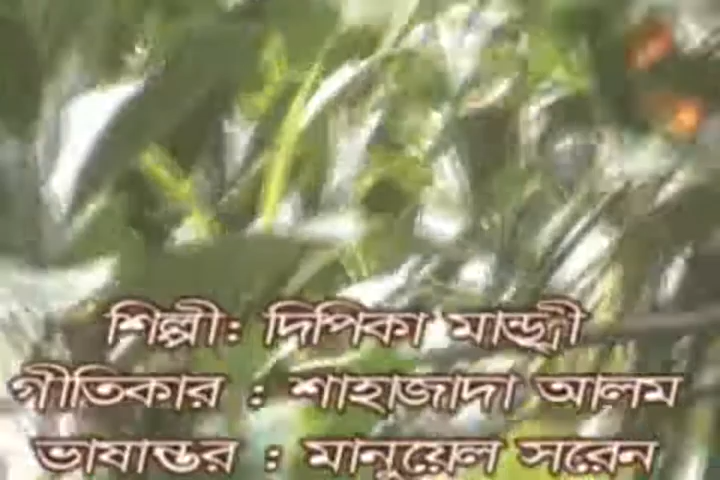 শিল্পী: দিপিকা মান্ড্রী
গীতিকার : শাহাজাদা আলম
ভাষান্তর : মানুয়েল সরেন